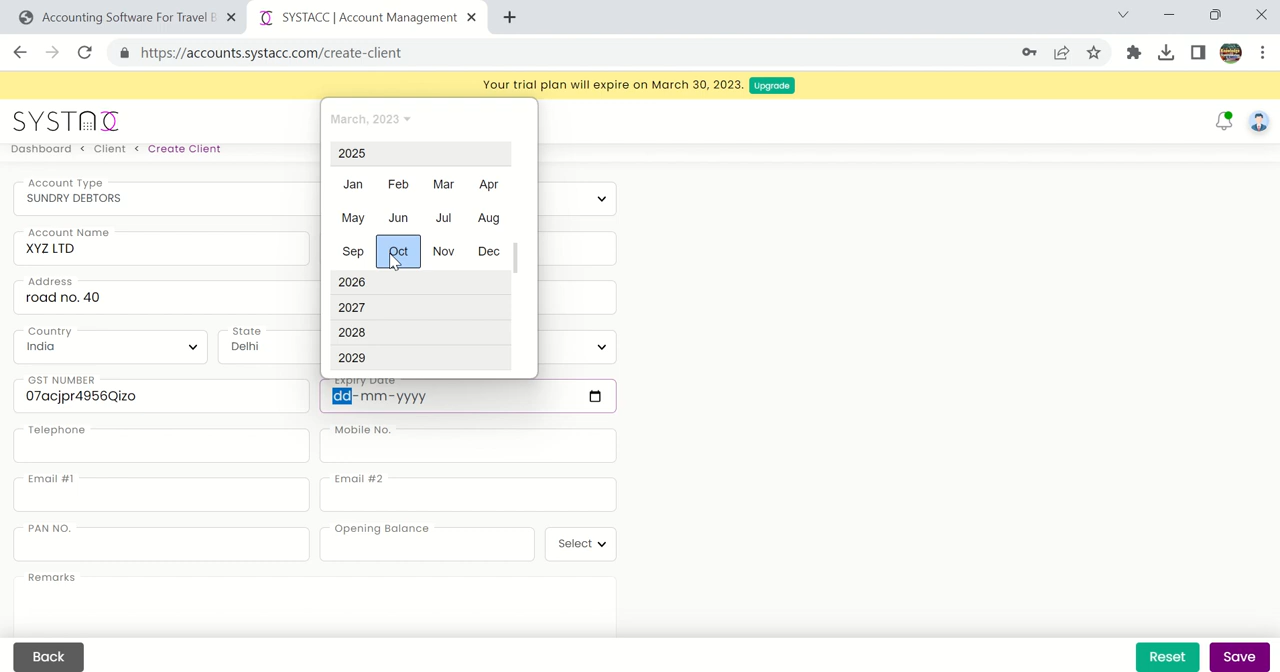 Accounting Software For Travel B
SYSTACC | Account Management
https://accounts.systacc.com/create-client
Your trial plan will expire on March 30, 2023. Upgrade
SYSTACC
Dashboard < Client < Create Client
March, 2023
2025
Jan Feb Mar Apr
May Jun Jul Aug
Sep Oct Nov Dec
2026
2027
2028
2029
Account Type
SUNDRY DEBTORS
Account Name
XYZ LTD
Address
road no. 40
Country
India
State
Delhi
GST NUMBER
07acjpr4956Qizo
Expiry Date
dd-mm-yyyy
Telephone
Mobile No.
Email #1
Email #2
PAN NO.
Opening Balance
Select
Remarks
Back
Reset
Save